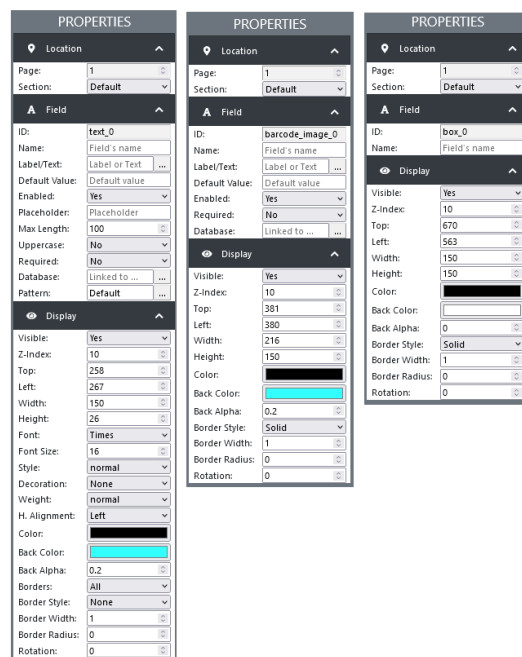 PROPERTIES
Location
Page: 1
Section: Default
A Field
ID: text_0
Name: Field's name
Label/Text: Label or Text ...
Default Value: Default value
Enabled: Yes
Placeholder: Placeholder
Max Length: 100
Uppercase: No
Required: No
Database: Linked to ... ...
Pattern: Default ...
Display
Visible: Yes
Z-Index: 10
Top: 258
Left: 267
Width: 150
Height: 26
Font: Times
Font Size: 16
Style: normal
Decoration: None
Weight: normal
H. Alignment: Left
Color:
Back Color:
Back Alpha: 0.2
Borders: All
Border Style: None
Border Width: 1
Border Radius: 0
Rotation: 0
PROPERTIES
Location
Page: 1
Section: Default
A Field
ID: barcode_image_0
Name: Field's name
Label/Text: Label or Text ...
Default Value: Default value
Enabled: Yes
Required: No
Database: Linked to ... ...
Display
Visible: Yes
Z-Index: 10
Top: 381
Left: 380
Width: 216
Height: 150
Color:
Back Color:
Back Alpha: 0.2
Border Style: Solid
Border Width: 1
Border Radius: 0
Rotation: 0
PROPERTIES
Location
Page: 1
Section: Default
A Field
ID: box_0
Name: Field's name
Display
Visible: Yes
Z-Index: 10
Top: 670
Left: 563
Width: 150
Height: 150
Color:
Back Color:
Back Alpha: 0
Border Style: Solid
Border Width: 1
Border Radius: 0
Rotation: 0